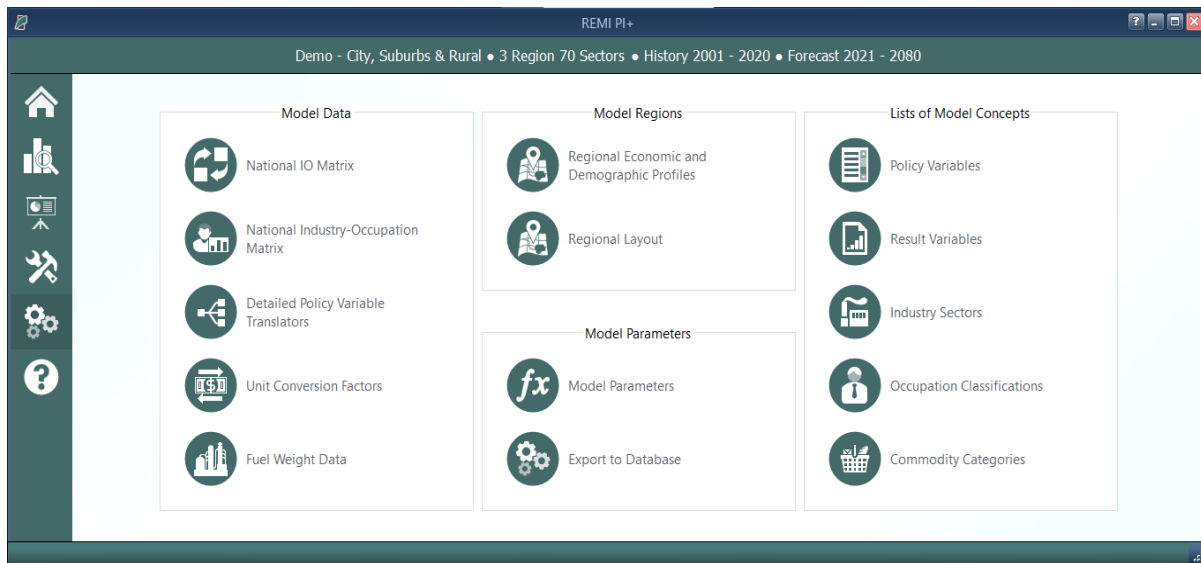 REMI PI+
Demo - City, Suburbs & Rural ● 3 Region 70 Sectors ● History 2001 - 2020 ● Forecast 2021 - 2080
Model Data
National IO Matrix
National Industry-Occupation
Matrix
Detailed Policy Variable
Translators
Unit Conversion Factors
Fuel Weight Data
Model Regions
Regional Economic and
Demographic Profiles
Regional Layout
Model Parameters
fx
Model Parameters
Export to Database
Lists of Model Concepts
Policy Variables
Result Variables
Industry Sectors
Occupation Classifications
Commodity Categories